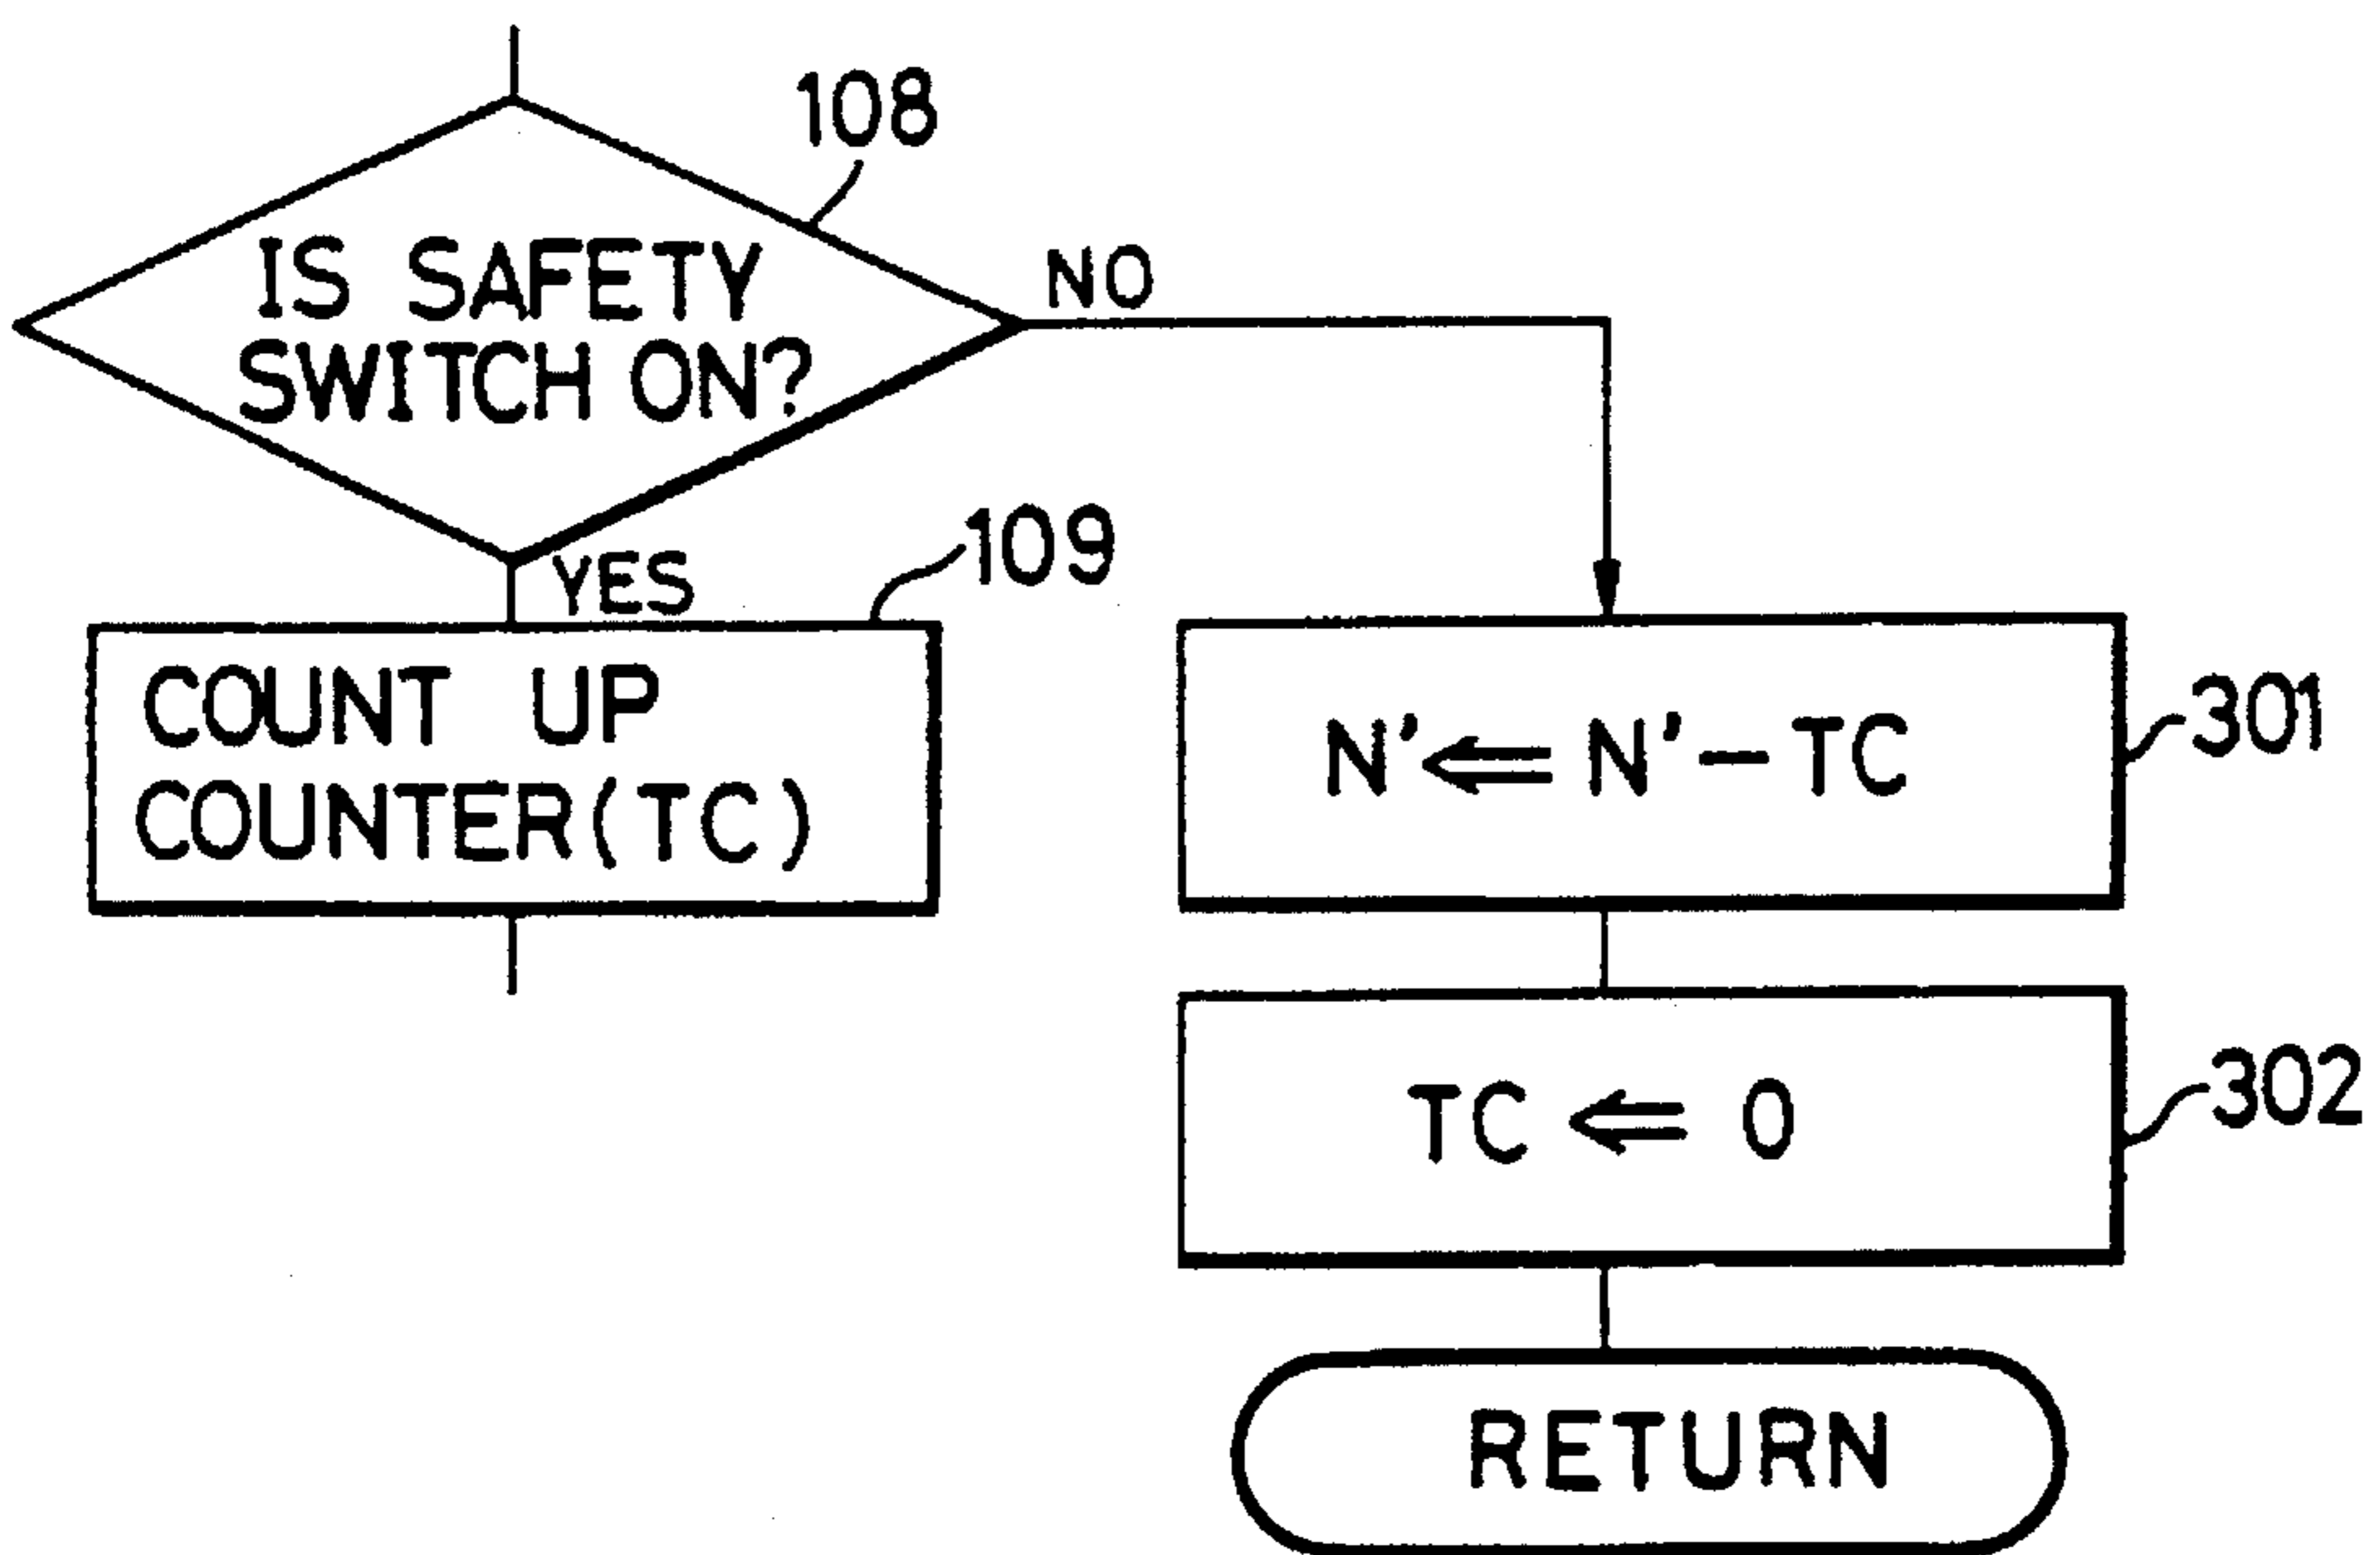 108
IS SAFETY
SWITCH ON?
NO
YES
109
COUNT UP
COUNTER(TC)
N'⇐ N'-TC
301
TC ⇐ 0
302
RETURN